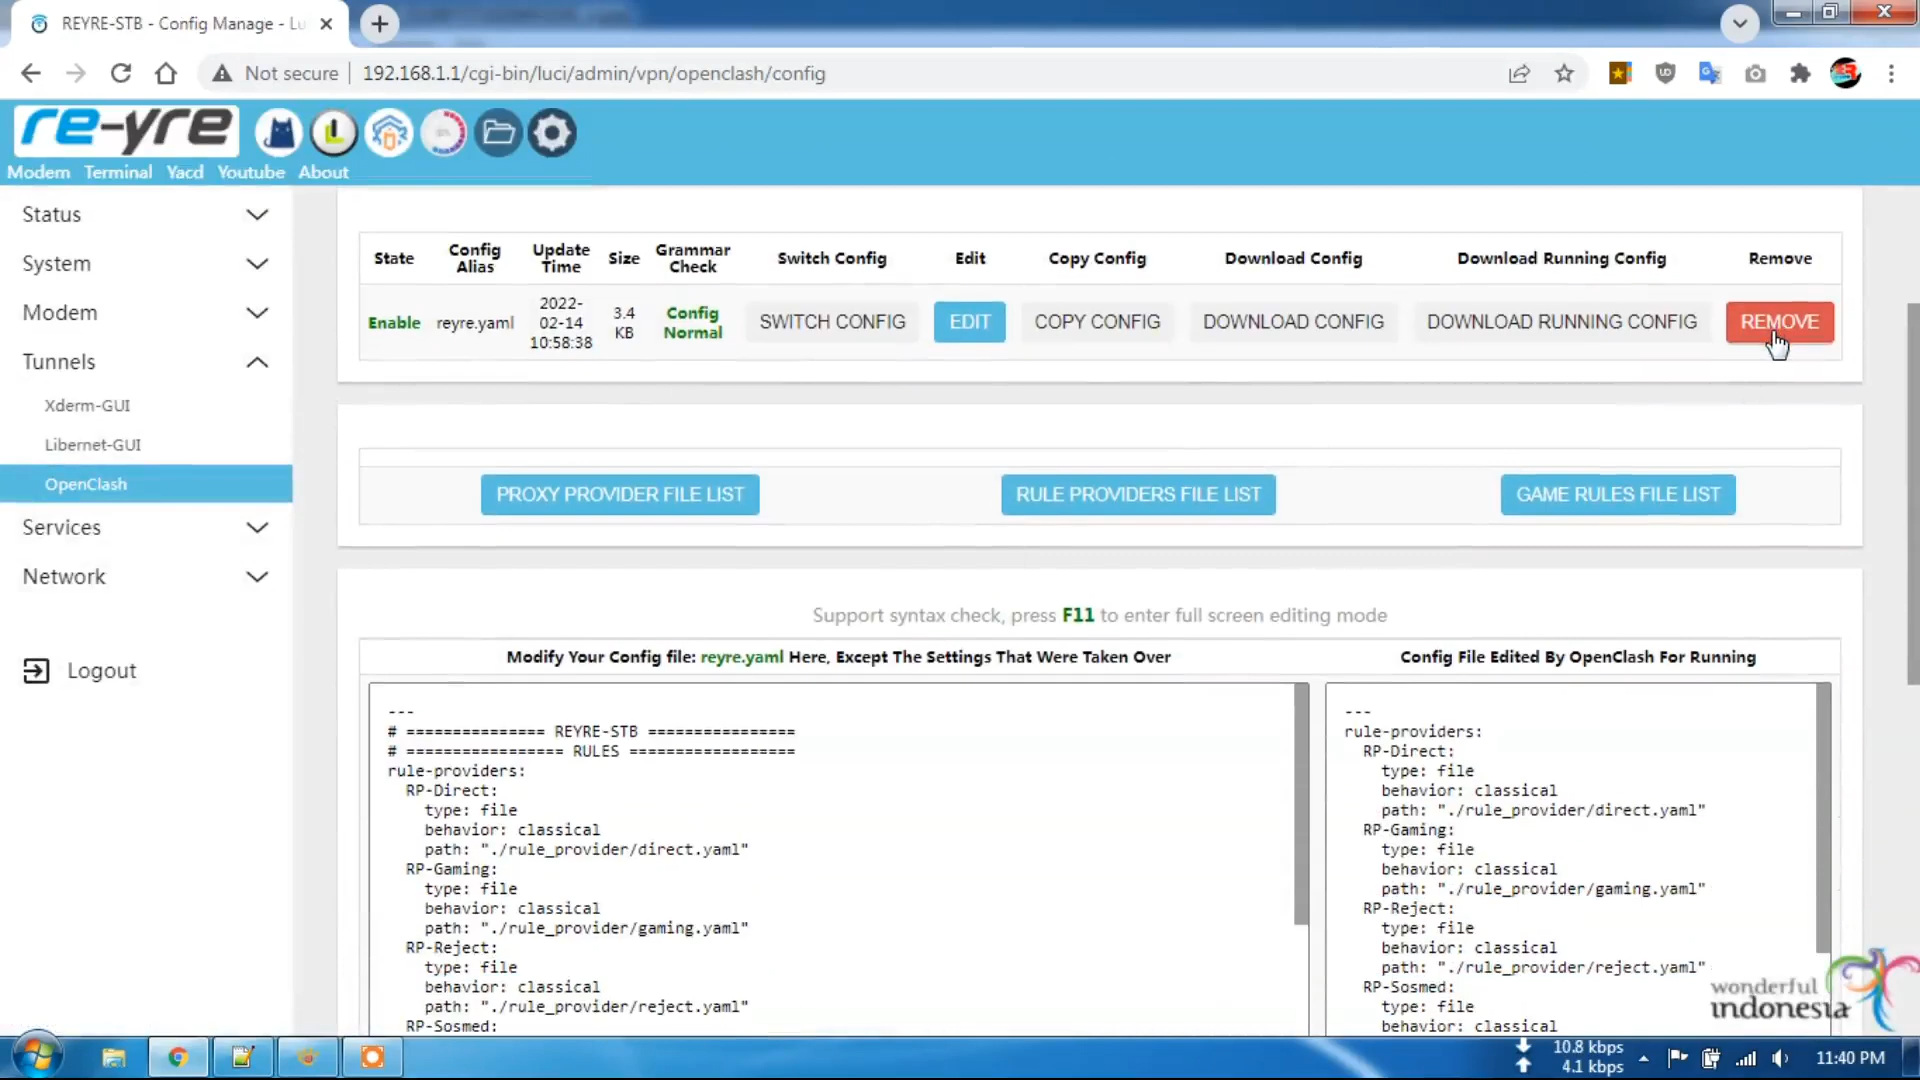 REYRE-STB - Config Manage - Lu
Not secure
192.168.1.1/cgi-bin/luci/admin/vpn/openclash/config
re-yre
Modem Terminal Yacd Youtube About
Status
System
Modem
Tunnels
Xderm-GUI
Libernet-GUI
OpenClash
Services
Network
Logout
State
Config
Alias
Update
Time
Size
Grammar
Check
Switch Config
Edit
Copy Config
Download Config
Download Running Config
Remove
Enable
reyre.yaml
2022-
02-14
10:58:38
3.4
KB
Config
Normal
SWITCH CONFIG
EDIT
COPY CONFIG
DOWNLOAD CONFIG
DOWNLOAD RUNNING CONFIG
REMOVE
PROXY PROVIDER FILE LIST
RULE PROVIDERS FILE LIST
GAME RULES FILE LIST
Support syntax check, press F11 to enter full screen editing mode
Modify Your Config file: reyre.yaml Here, Except The Settings That Were Taken Over
---
# =============== REYRE-STB ================
# ================= RULES ==================
rule-providers:
RP-Direct:
type: file
behavior: classical
path: "./rule_provider/direct.yaml"
RP-Gaming:
type: file
behavior: classical
path: "./rule_provider/gaming.yaml"
RP-Reject:
type: file
behavior: classical
path: "./rule_provider/reject.yaml"
RP-Sosmed:
Config File Edited By OpenClash For Running
---
rule-providers:
RP-Direct:
type: file
behavior: classical
path: "./rule_provider/direct.yaml"
RP-Gaming:
type: file
behavior: classical
path: "./rule_provider/gaming.yaml"
RP-Reject:
type: file
behavior: classical
path: "./rule_provider/reject.yaml"
RP-Sosmed:
type: file
behavior: classical
wonderful
indonesia
10.8 kbps
4.1 kbps
11:40 PM